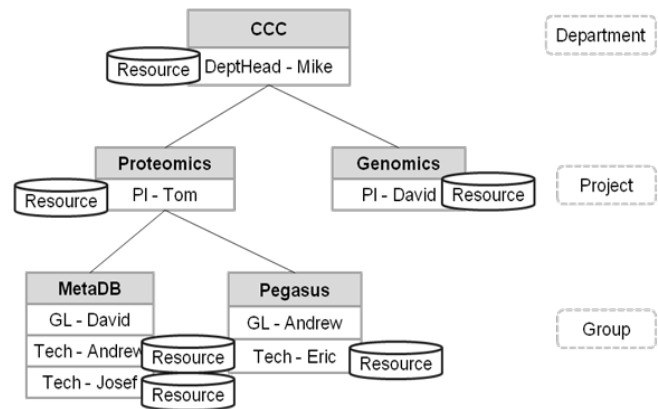 CCC
Department
Resource
DeptHead - Mike
Proteomics
Genomics
Resource
PI - Tom
PI - David
Resource
Project
MetaDB
Pegasus
GL - David
GL - Andrew
Group
Tech - Andrew
Resource
Tech - Eric
Resource
Tech - Josef
Resource